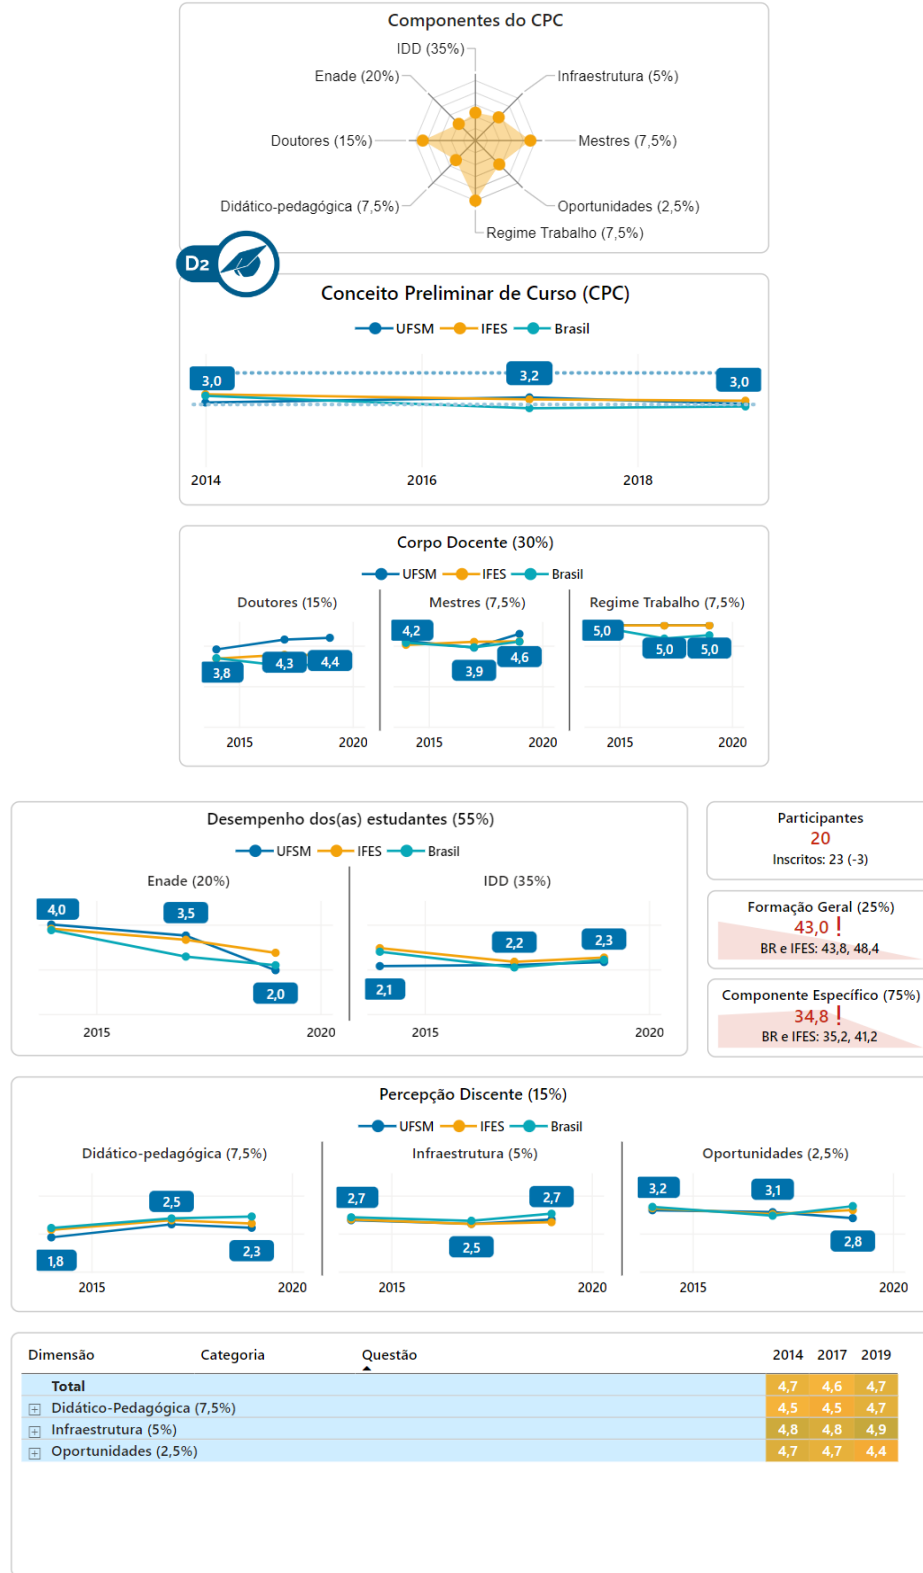 Componentes do CPC
IDD (35%)
Enade (20%)
Infraestrutura (5%)
Doutores (15%)
Mestres (7,5%)
Didático-pedagógica (7,5%)
Oportunidades (2,5%)
Regime Trabalho (7,5%)
D2
Conceito Preliminar de Curso (CPC)
UFSM IFES Brasil
3,0 3,2 3,0
2014 2016 2018
Corpo Docente (30%)
UFSM IFES Brasil
Doutores (15%) Mestres (7,5%) Regime Trabalho (7,5%)
3,8 4,3 4,4 4,2 3,9 4,6 5,0 5,0 5,0
2015 2020 2015 2020 2015 2020
Desempenho dos(as) estudantes (55%)
UFSM IFES Brasil
Enade (20%) IDD (35%)
4,0 3,5 2,0 2,1 2,2 2,3
2015 2020 2015 2020
Participantes
20
Inscritos: 23 (-3)
Formação Geral (25%)
43,0 !
BR e IFES: 43,8, 48,4
Componente Específico (75%)
34,8 !
BR e IFES: 35,2, 41,2
Percepção Discente (15%)
UFSM IFES Brasil
Didático-pedagógica (7,5%) Infraestrutura (5%) Oportunidades (2,5%)
1,8 2,5 2,3 2,7 2,5 2,7 3,2 3,1 2,8
2015 2020 2015 2020 2015 2020
Dimensão Categoria Questão 2014 2017 2019
Total 4,7 4,6 4,7
Didático-Pedagógica (7,5%) 4,5 4,5 4,7
Infraestrutura (5%) 4,8 4,8 4,9
Oportunidades (2,5%) 4,7 4,7 4,4